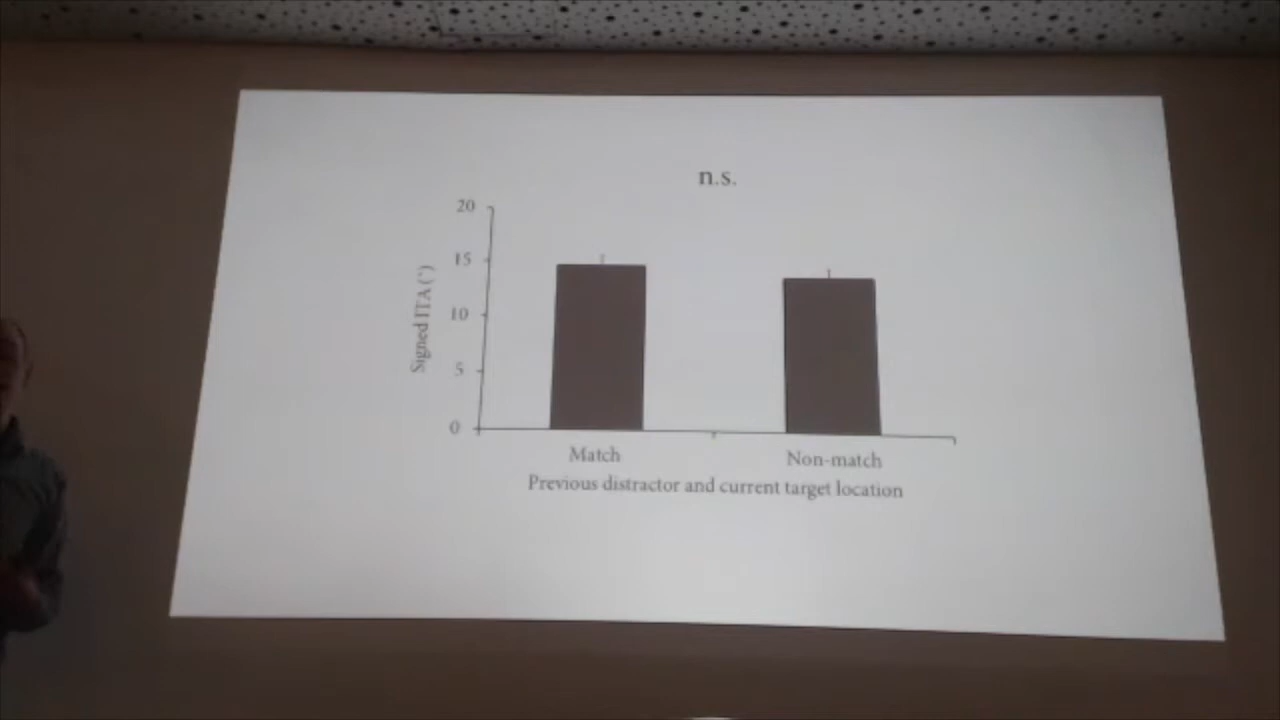 n.s.
20
15
10
5
0
Signed ITA (°)
Match
Non-match
Previous distractor and current target location